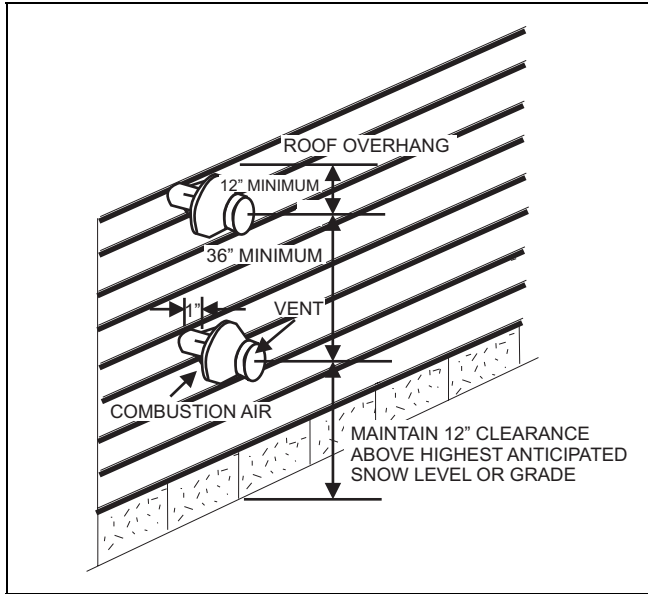 ROOF OVERHANG
12” MINIMUM
36” MINIMUM
1”
VENT
COMBUSTION AIR
MAINTAIN 12” CLEARANCE
ABOVE HIGHEST ANTICIPATED
SNOW LEVEL OR GRADE